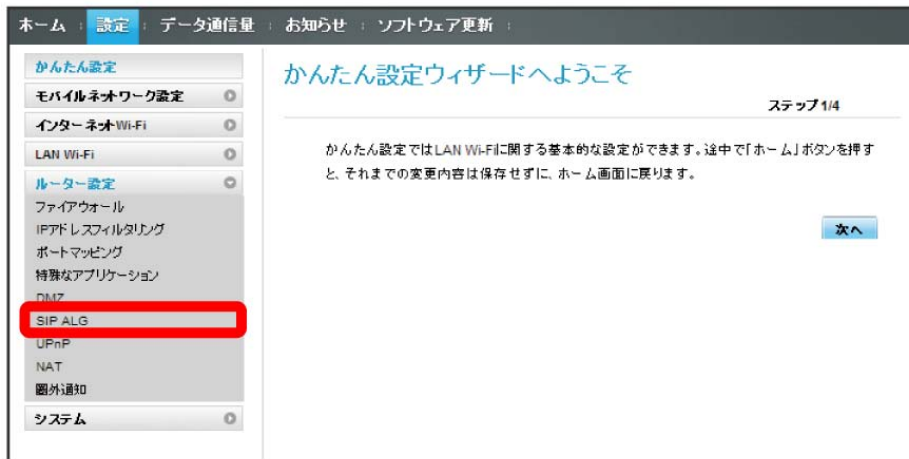 ホーム 設定 データ通信量 お知らせ ソフトウェア更新
かんたん設定
モバイルネットワーク設定
インターネットWi-Fi
LAN Wi-Fi
ルーター設定
ファイアウォール
IPアドレスフィルタリング
ポートマッピング
特殊なアプリケーション
DMZ
SIP ALG
UPnP
NAT
圏外通知
システム
かんたん設定ウィザードへようこそ
ステップ1/4
かんたん設定ではLAN Wi-Fiに関する基本的な設定ができます。途中で「ホーム」ボタンを押す
と、それまでの変更内容は保存せずに、ホーム画面に戻ります。
次へ